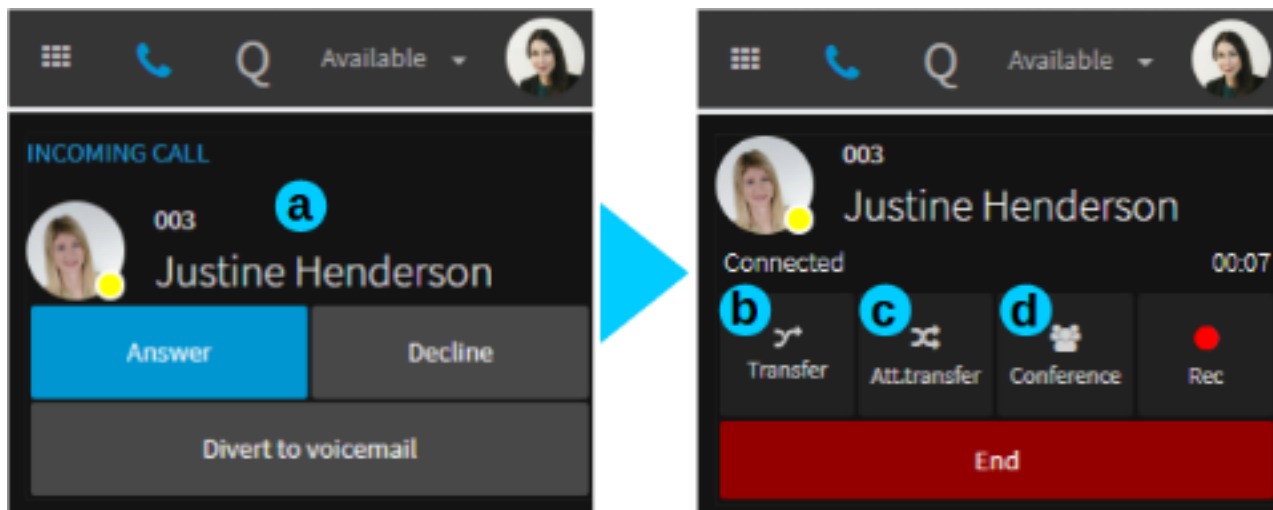 Q Available
INCOMING CALL
a
003
Justine Henderson
Answer Decline
Divert to voicemail
Q Available
003
Justine Henderson
Connected 00:07
b c d
Transfer Att.transfer Conference Rec
End